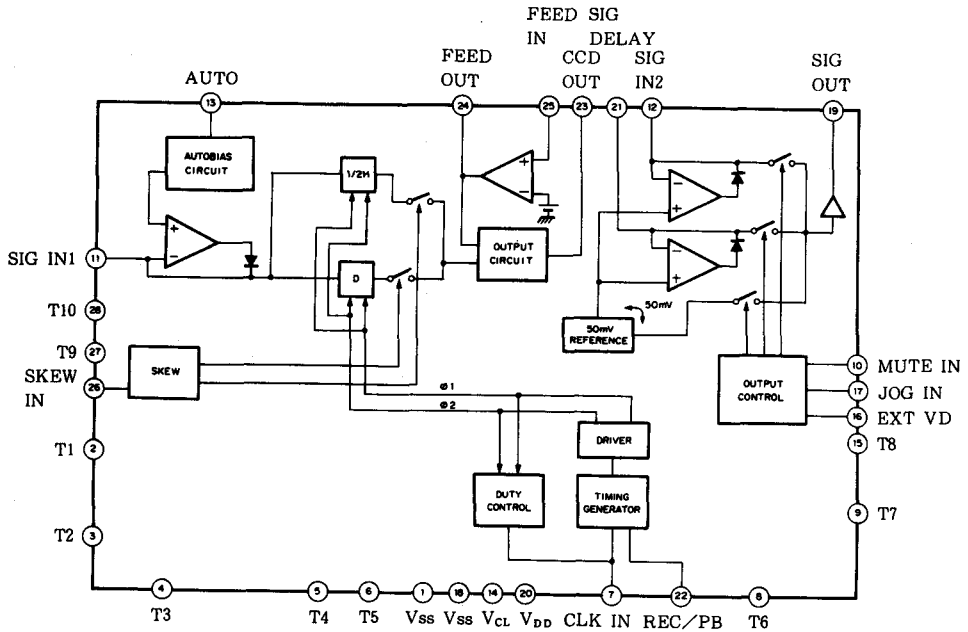 FEED SIG
IN DELAY
FEED CCD SIG SIG
AUTO OUT OUT IN2 OUT
13 24 25 23 21 12 19
AUTOBIAS
CIRCUIT
1/2H
+
−
+
−
−
+
−
+
SIG IN1 11
OUTPUT
CIRCUIT
D
T10 28
50mV
50mV
REFERENCE
T9 27
SKEW
IN 26
SKEW
OUTPUT
CONTROL
10 MUTE IN
17 JOG IN
16 EXT VD
15 T8
ø1
ø2
T1 2
DRIVER
DUTY
CONTROL
TIMING
GENERATOR
9 T7
T2 3
4 5 6 1 18 14 20 7 22 8
T3 T4 T5 VSS VSS VCL VDD CLK IN REC/PB T6